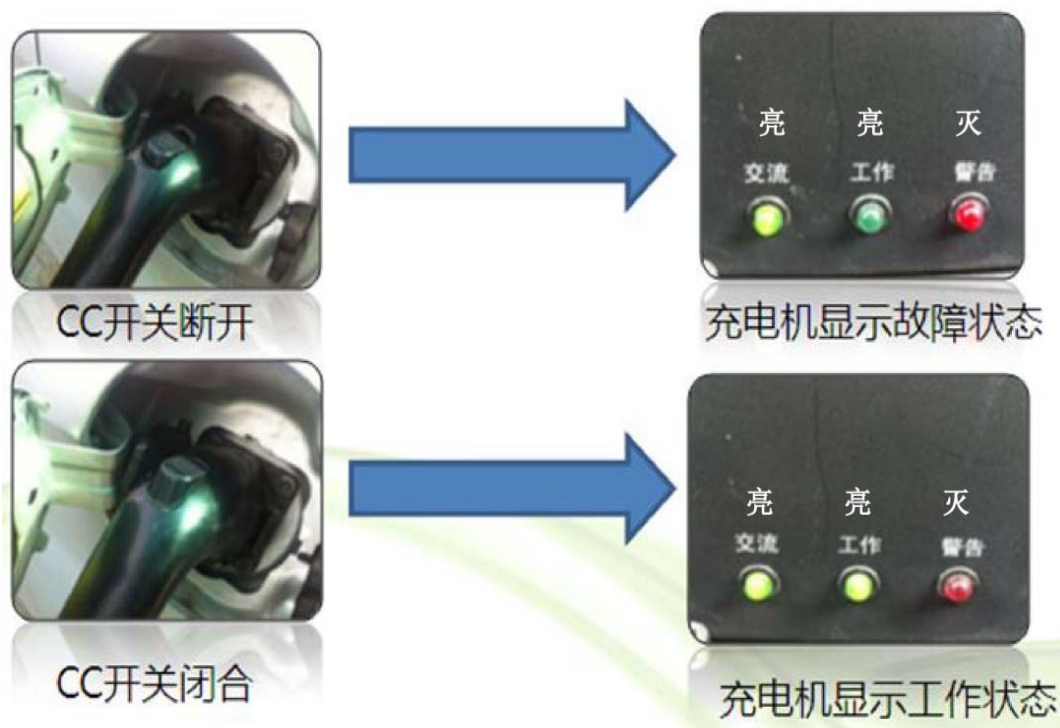 亮 亮 灭
交流 工作 警告
CC开关断开
充电机显示故障状态
亮 亮 灭
交流 工作 警告
CC开关闭合
充电机显示工作状态